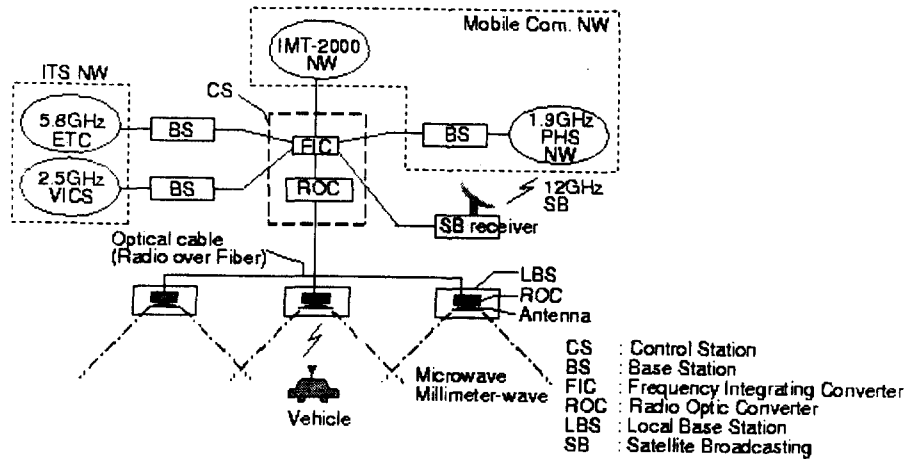 Mobile Com. NW
IMT-2000
NW
ITS NW
CS
5.8GHz
ETC
BS
FIC
BS
1.9GHz
PHS
NW
2.5GHz
VICS
BS
ROC
12GHz
SB
SB receiver
Optical cable
(Radio over Fiber)
LBS
ROC
Antenna
Microwave
Millimeter-wave
Vehicle
CS : Control Station
BS : Base Station
FIC : Frequency Integrating Converter
ROC : Radio Optic Converter
LBS : Local Base Station
SB : Satellite Broadcasting